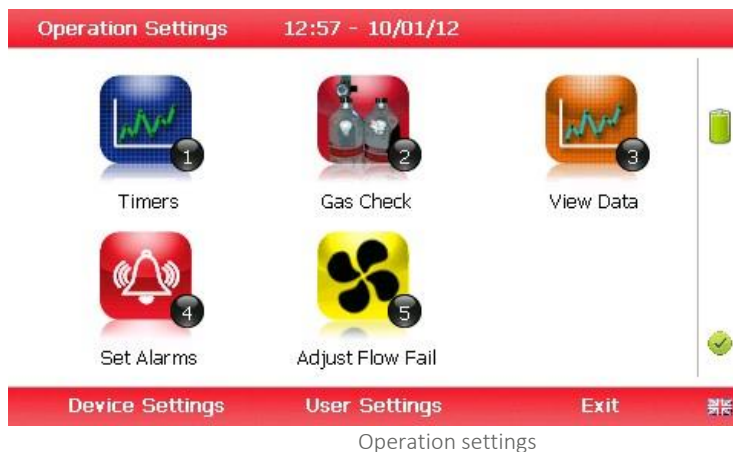 Operation Settings 12:57 - 10/01/12
1 2 3
Timers Gas Check View Data
4 5
Set Alarms Adjust Flow Fail
Device Settings User Settings Exit
Operation settings